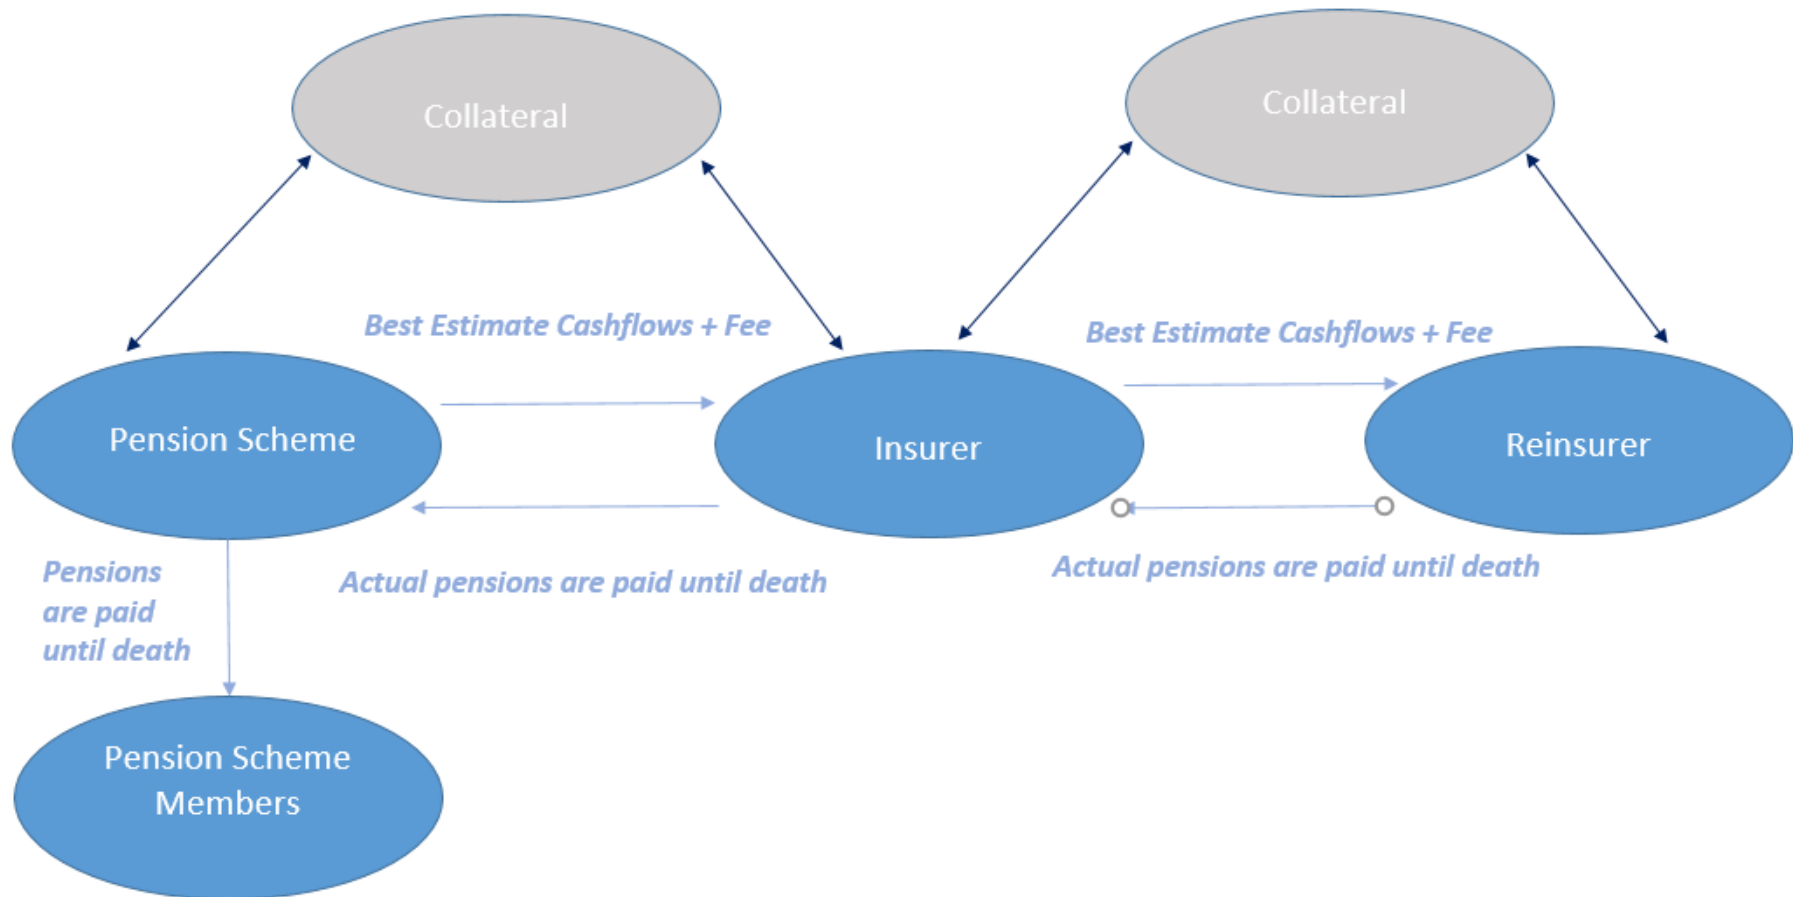 Collateral
Collateral
Best Estimate Cashflows + Fee
Best Estimate Cashflows + Fee
Pension Scheme
Insurer
Reinsurer
Pensions
are paid
until death
Actual pensions are paid until death
Actual pensions are paid until death
Pension Scheme
Members